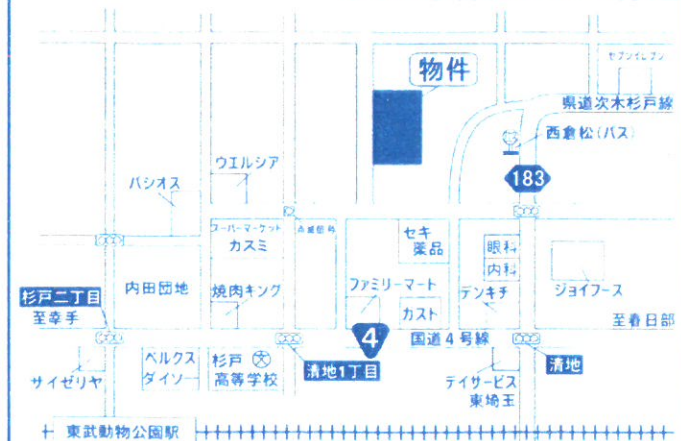 セブンイレブン
物件
県道次木杉戸線
西倉松(バス)
183
ウエルシア
パシオス
スーパーマーケット
カスミ
点滅信号
セキ
薬品
眼科
内科
内田団地
焼肉キング
ファミリーマート
デンキチ
ジョイフース
杉戸二丁目
至幸手
ガスト
至春日部
4
国道4号線
ベルクス
ダイソー
杉戸 文
高等学校
清地1丁目
清地
サイゼリヤ
デイサービス
東埼玉
東武動物公園駅